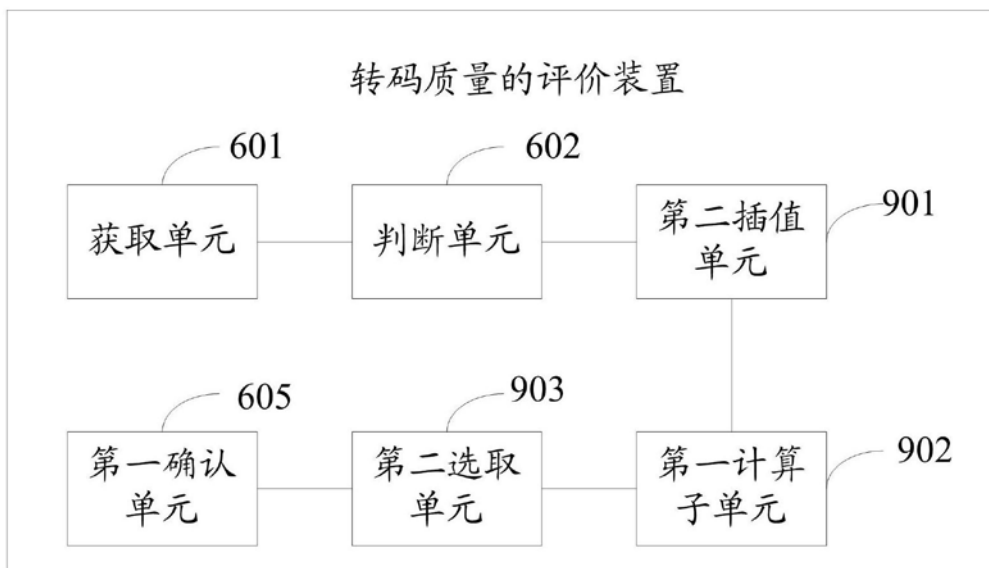 转码质量的评价装置
601
602
901
获取单元
判断单元
第二插值
单元
605
903
902
第一确认
单元
第二选取
单元
第一计算
子单元